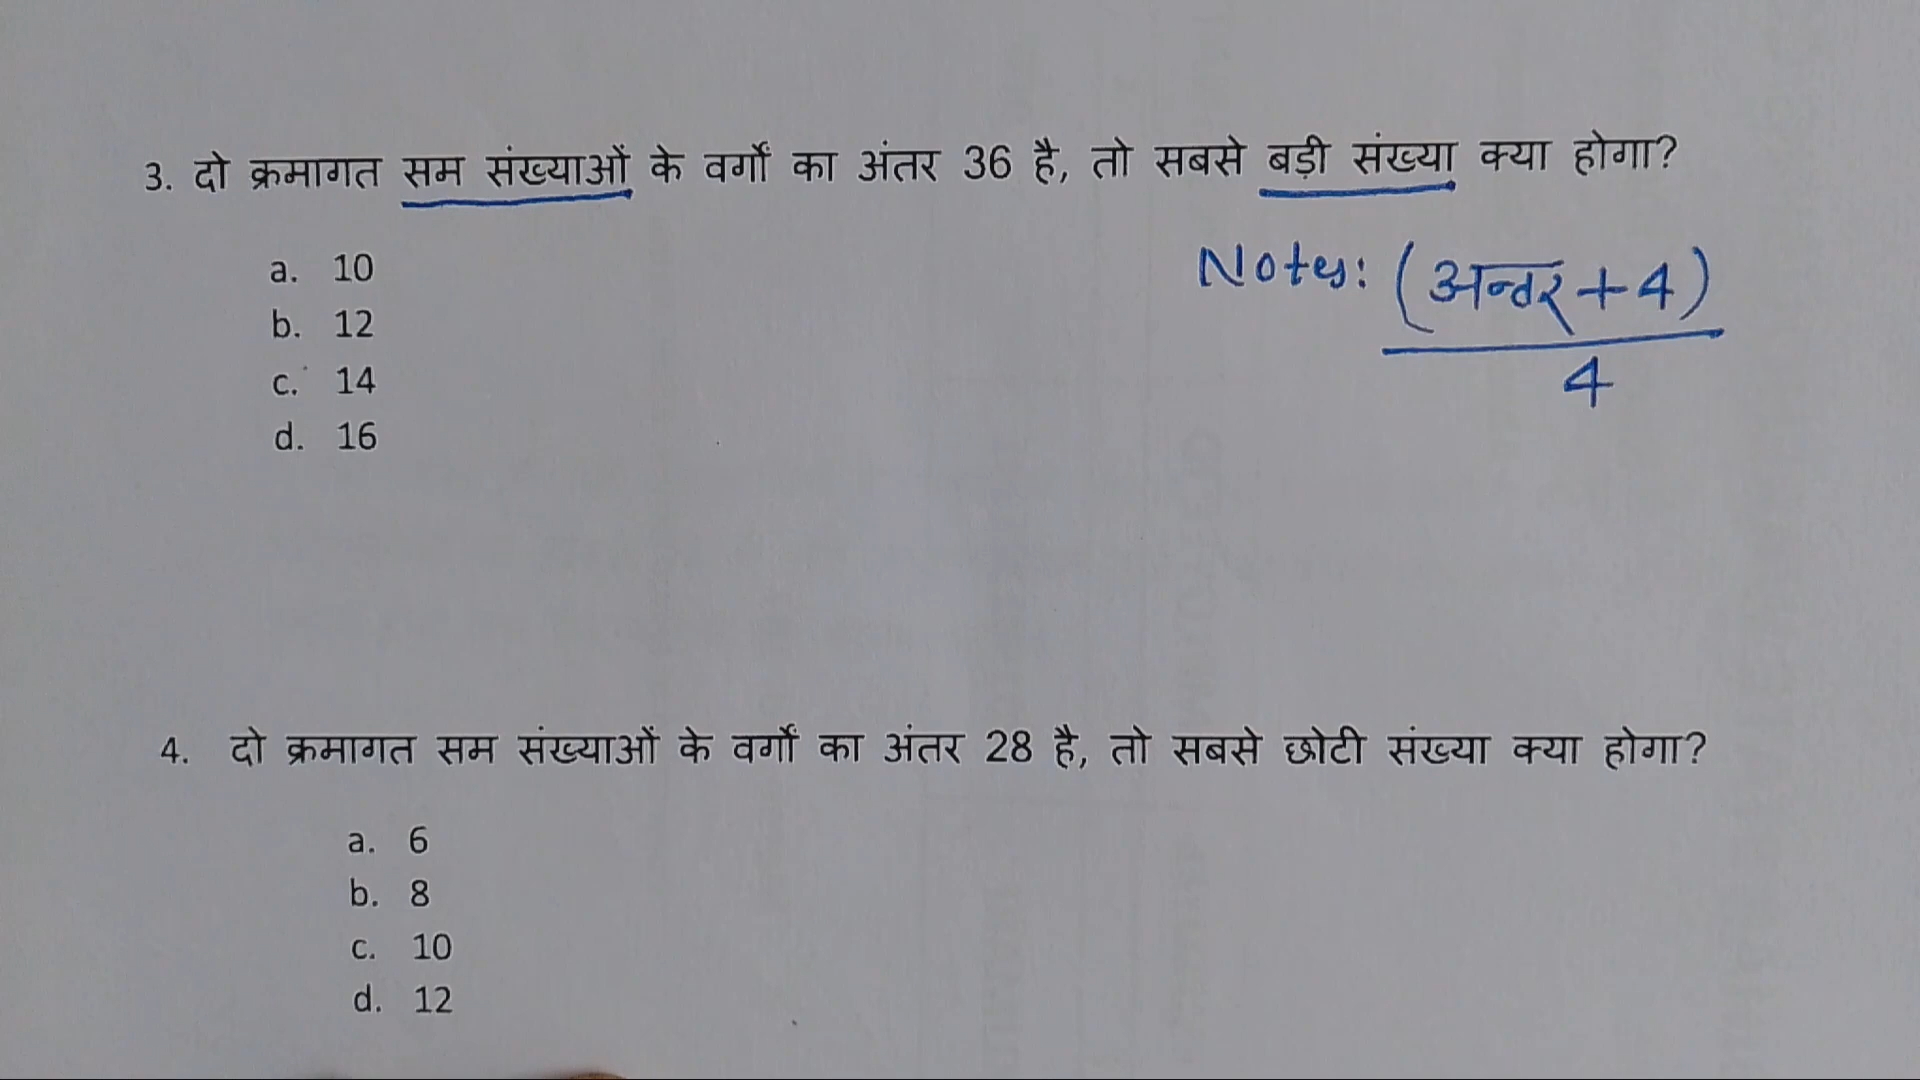 3. दो क्रमागत सम संख्याओं के वर्गों का अंतर 36 है, तो सबसे बड़ी संख्या क्या होगा?
a. 10
b. 12
c. 14
d. 16
Notes: (अन्तर + 4)
4
4. दो क्रमागत सम संख्याओं के वर्गों का अंतर 28 है, तो सबसे छोटी संख्या क्या होगा?
a. 6
b. 8
c. 10
d. 12